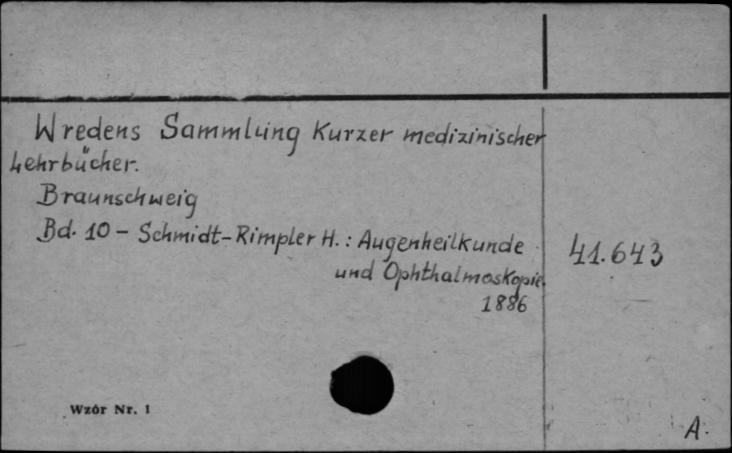 Wredens Sammlung Kurzer medizinischer
Lehrbücher.
Braunschweig
Bd. 10 - Schmidt-Rimpler H.: Augenheilkunde
und Ophthalmoskopie.
1886
41.643
Wzór Nr. 1
A.